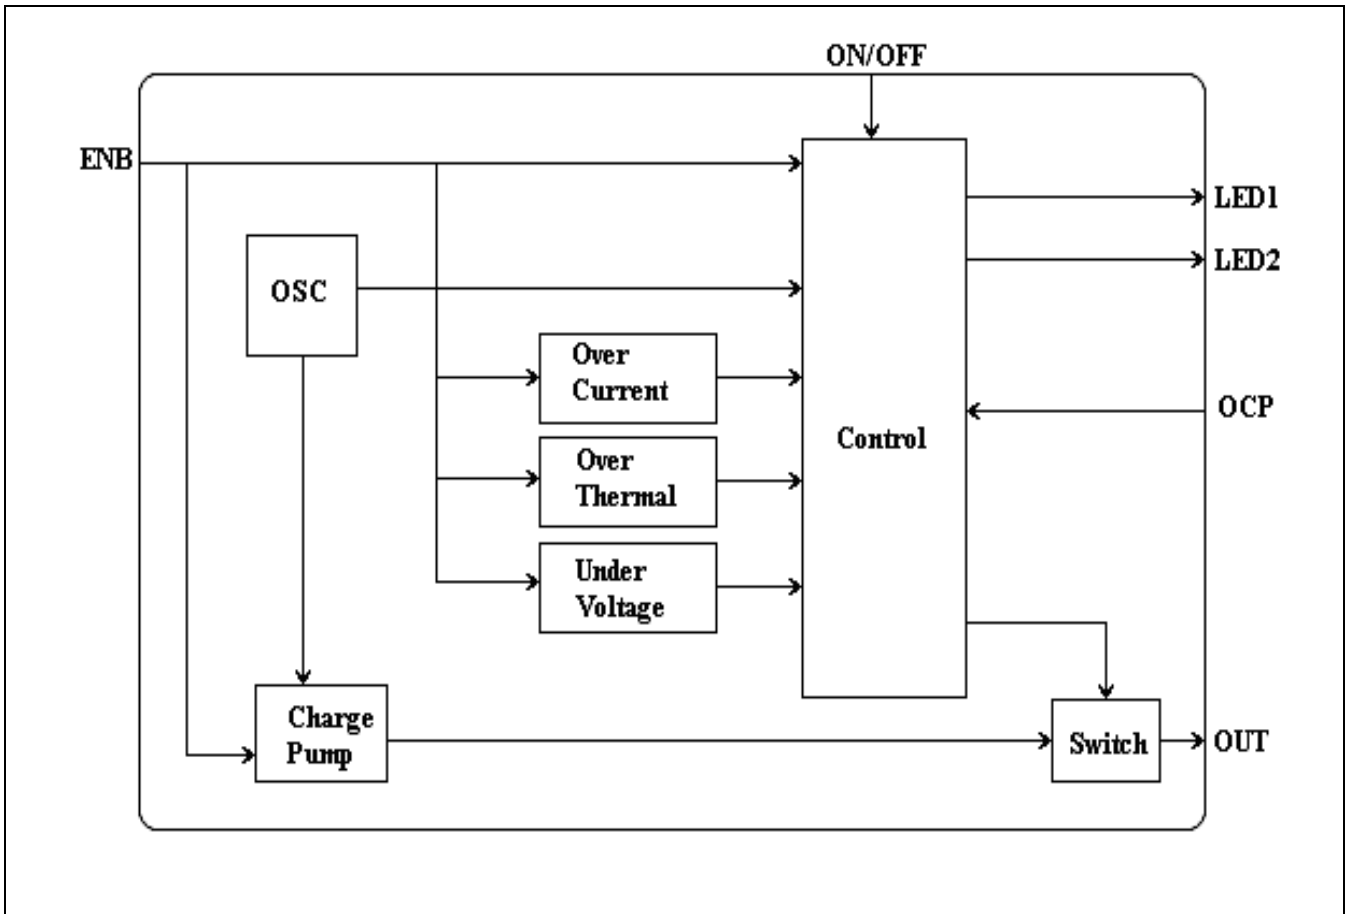 ON/OFF
ENB
LED1
LED2
OSC
Over
Current
OCP
Control
Over
Thermal
Under
Voltage
Charge
Pump
Switch
OUT